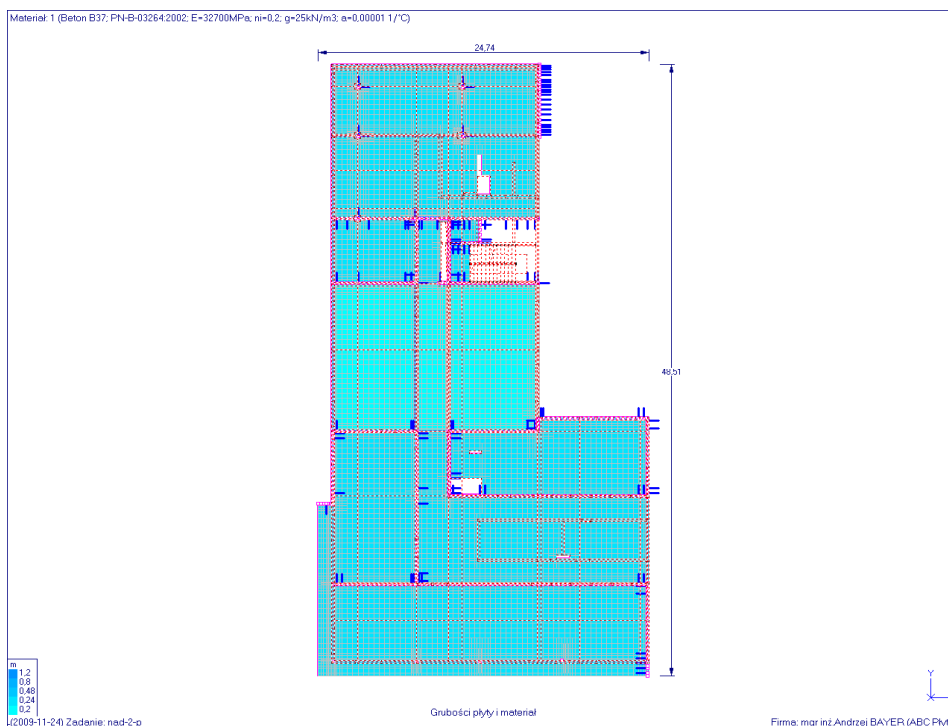 Materiał: 1 (Beton B37; PN-B-03264:2002; E=32700MPa; ni=0,2; g=25kN/m3; a=0,00001 1/°C)
24,74
48,51
m
1,2
0,8
0,48
0,24
0,2
Y
X
Grubości płyty i materiał
(2009-11-24) Zadanie: nad-2-p
Firma: mgr inż.Andrzej BAYER (ABC Pły